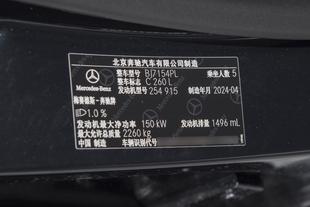 北京奔驰汽车有限公司制造
整车型号 BJ7154PL 乘坐人数 5
整车标志 C 260 L
Mercedes-Benz 发动机型号 254 915 制造年月 2024-04
梅赛德斯-奔驰牌
1.0 %
发动机最大净功率 150 kW 发动机排量 1496 mL
最大允许总质量 2260 kg
中国 制造 车辆识别代号